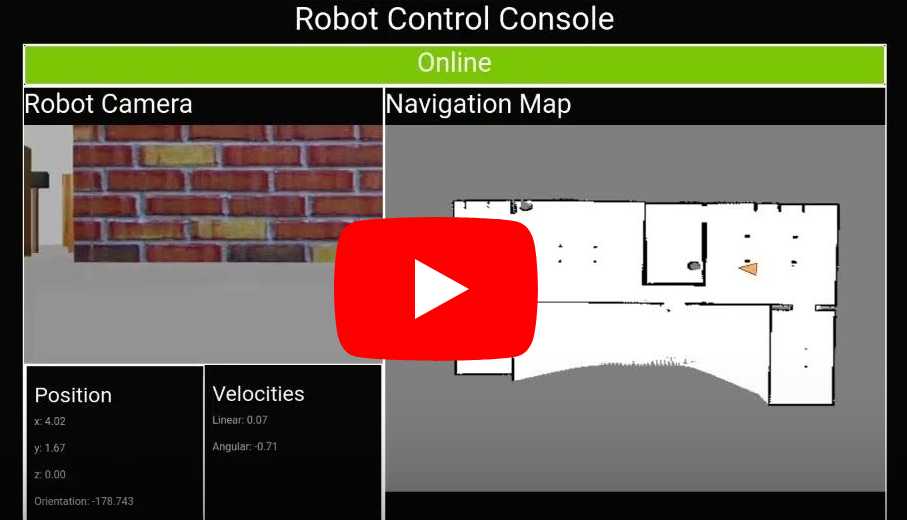 Robot Control Console
Online
Robot Camera
Navigation Map
Position
x: 4.02
y: 1.67
z: 0.00
Orientation: -178.743
Velocities
Linear: 0.07
Angular: -0.71